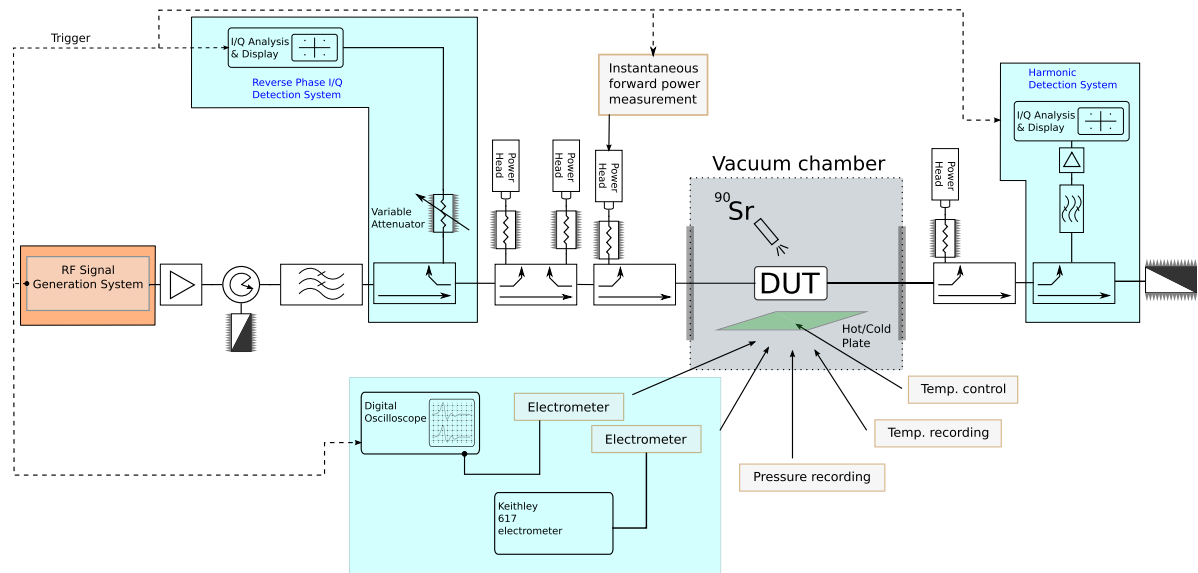 Trigger
I/Q Analysis
& Display
Reverse Phase I/Q
Detection System
Instantaneous
forward power
measurement
Harmonic
Detection System
I/Q Analysis
& Display
Power
Head
Power
Head
Power
Head
Vacuum chamber
Power
Head
Variable
Attenuator
90Sr
RF Signal
Generation System
DUT
Hot/Cold
Plate
Temp. control
Digital
Oscilloscope
Electrometer
Electrometer
Temp. recording
Pressure recording
Keithley
617
electrometer